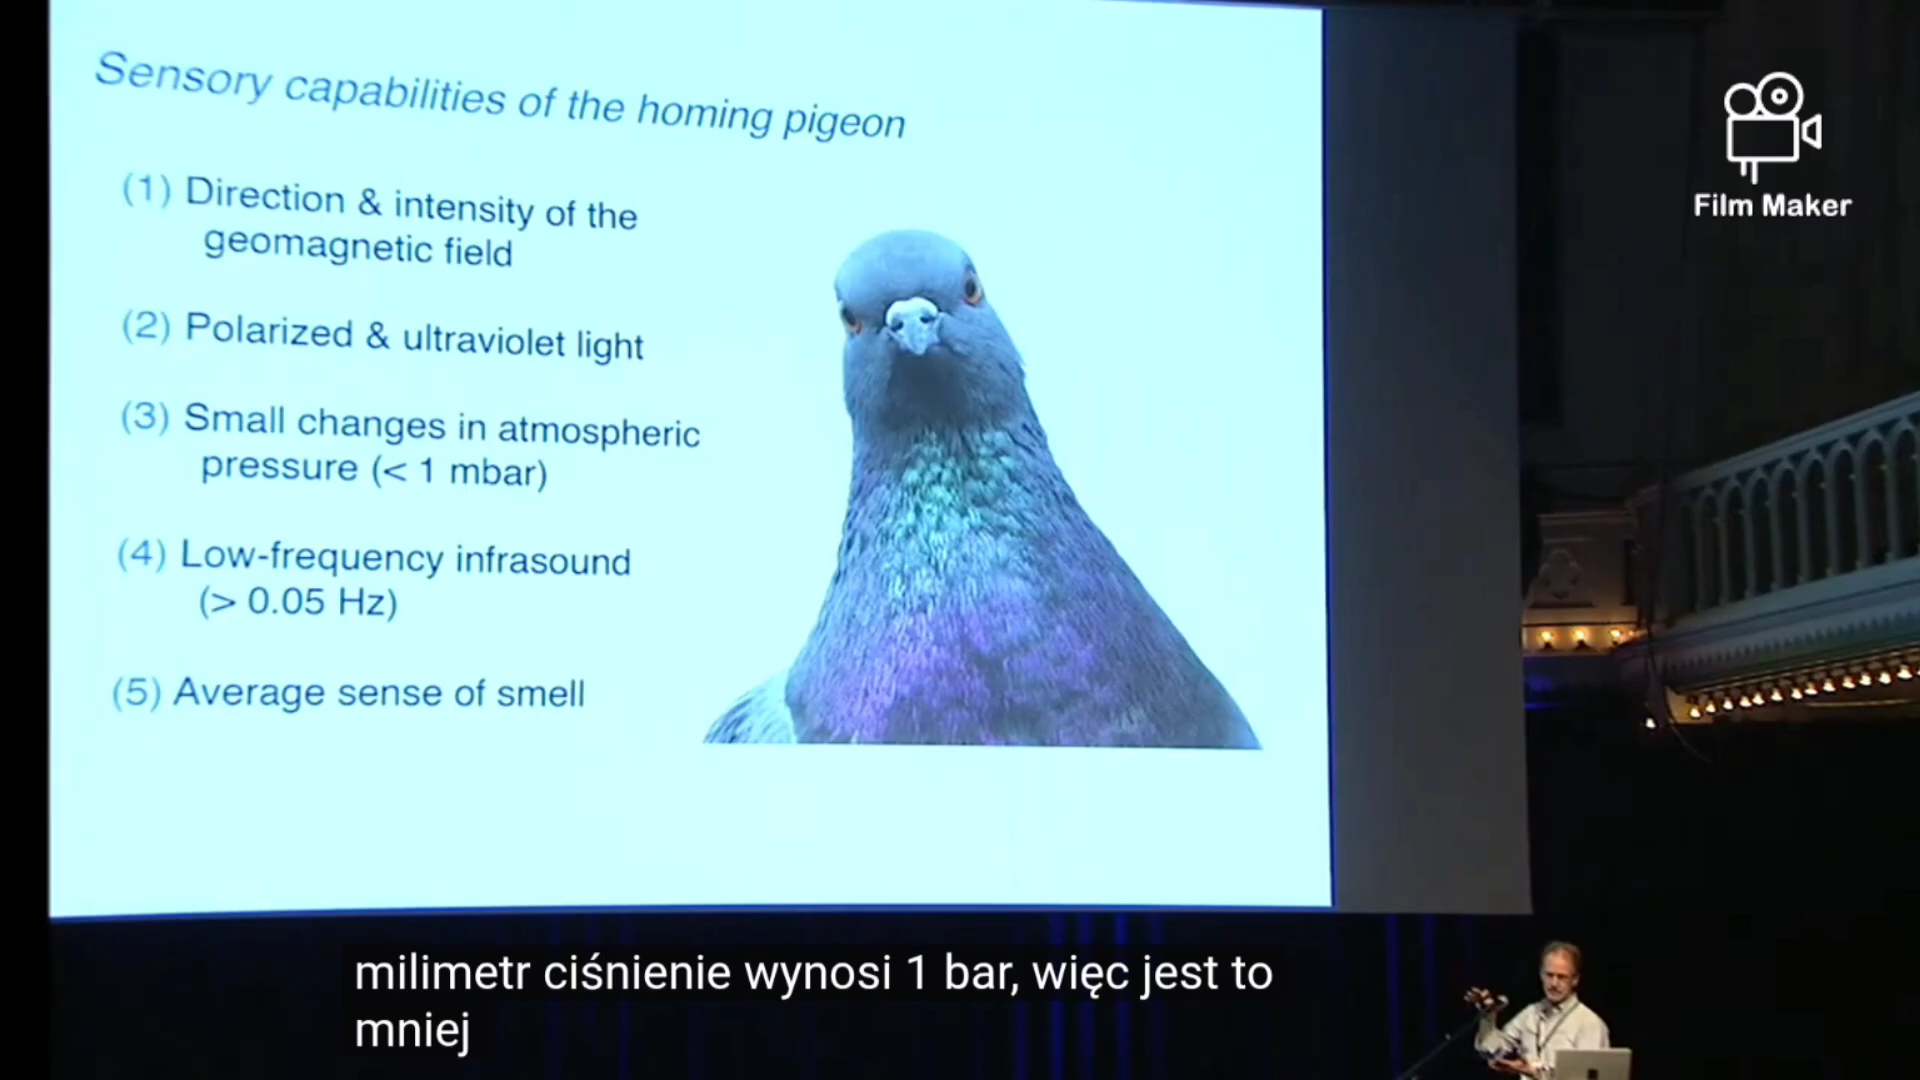 Sensory capabilities of the homing pigeon
(1) Direction & intensity of the
geomagnetic field
(2) Polarized & ultraviolet light
(3) Small changes in atmospheric
pressure (< 1 mbar)
(4) Low-frequency infrasound
(> 0.05 Hz)
(5) Average sense of smell
Film Maker
milimetr ciśnienie wynosi 1 bar, więc jest to
mniej